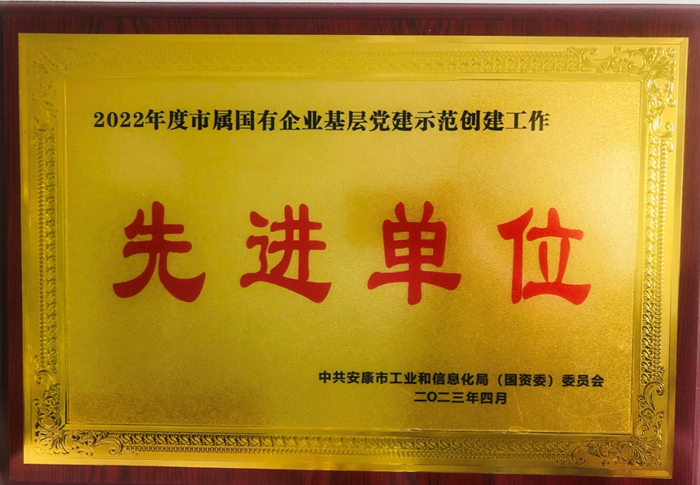 2022年度市属国有企业基层党建示范创建工作
先进单位
中共安康市工业和信息化局（国资委）委员会
二〇二三年四月